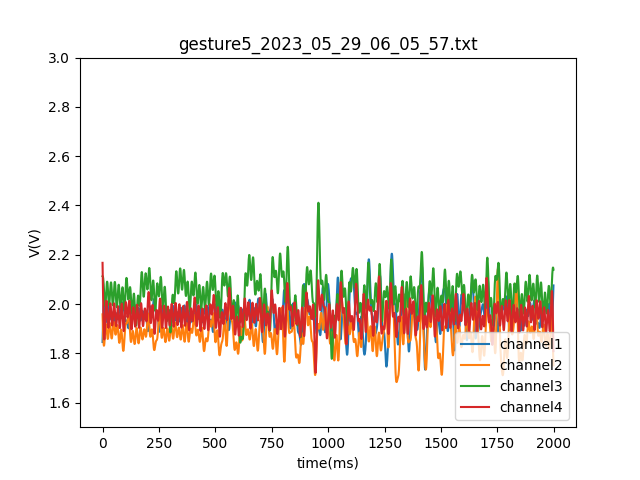 gesture5_2023_05_29_06_05_57.txt
3.0
2.8
2.6
2.4
2.2
2.0
1.8
1.6
V(V)
channel1
channel2
channel3
channel4
0 250 500 750 1000 1250 1500 1750 2000
time(ms)